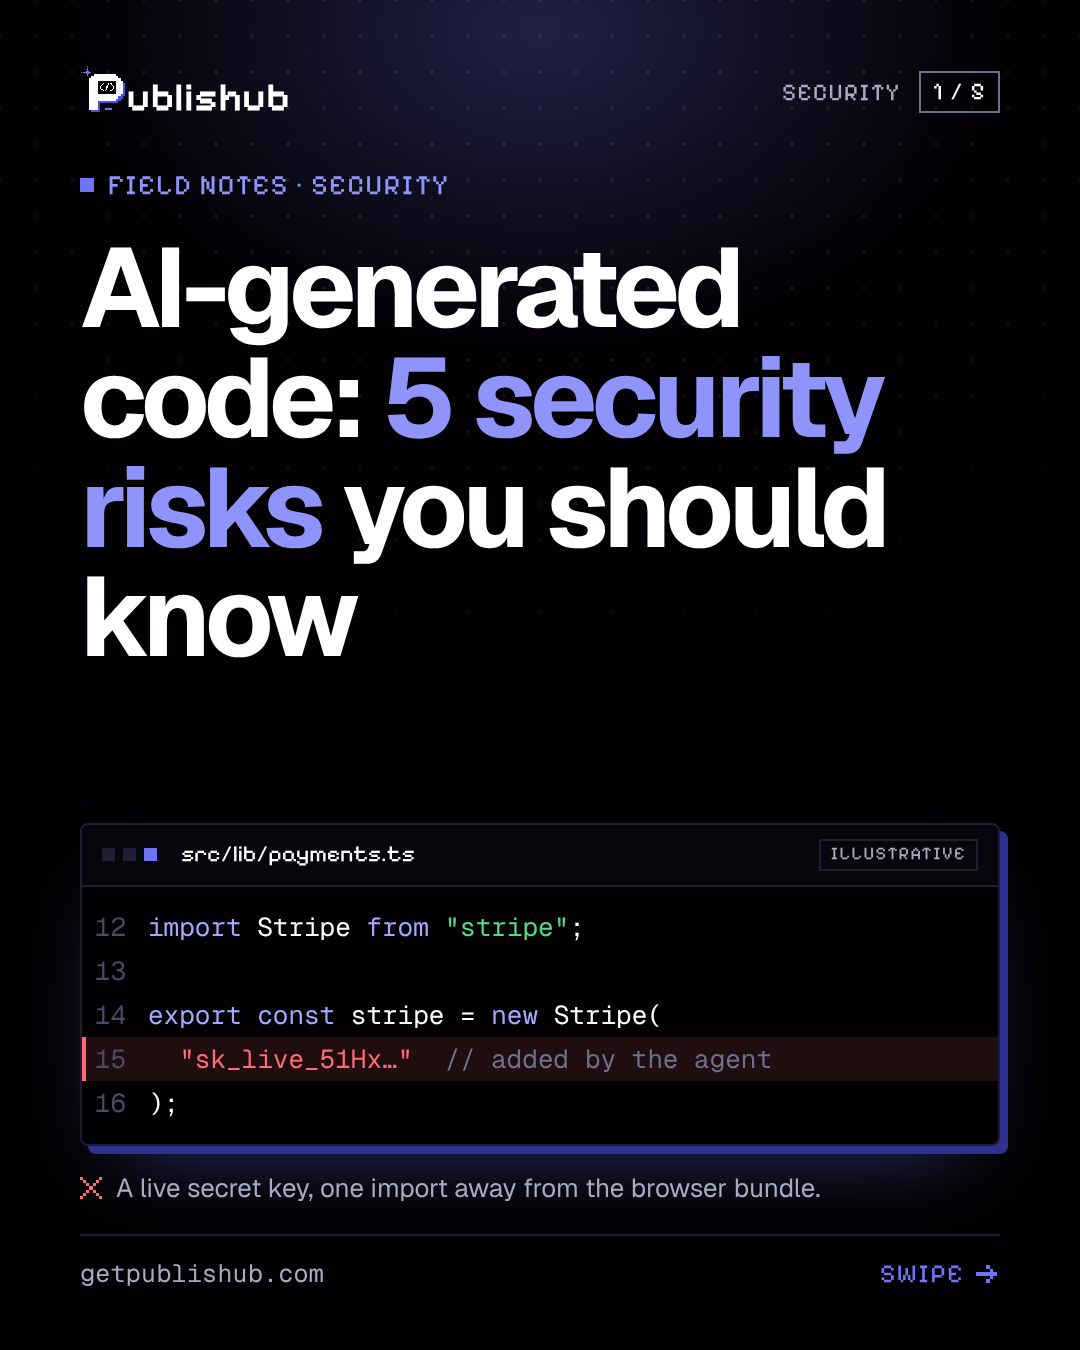 Publishub
SECURITY
1 / 8
FIELD NOTES · SECURITY
AI-generated
code: 5 security
risks you should
know
src/lib/payments.ts
ILLUSTRATIVE
12 import Stripe from "stripe";
13
14 export const stripe = new Stripe(
15 "sk_live_51Hx…" // added by the agent
16 );
A live secret key, one import away from the browser bundle.
getpublishub.com
SWIPE →